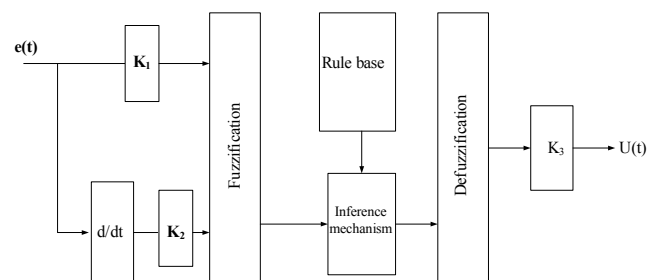 e(t)
K₁
Fuzzification
Rule base
Defuzzification
K₃
U(t)
d/dt
K₂
Inference
mechanism